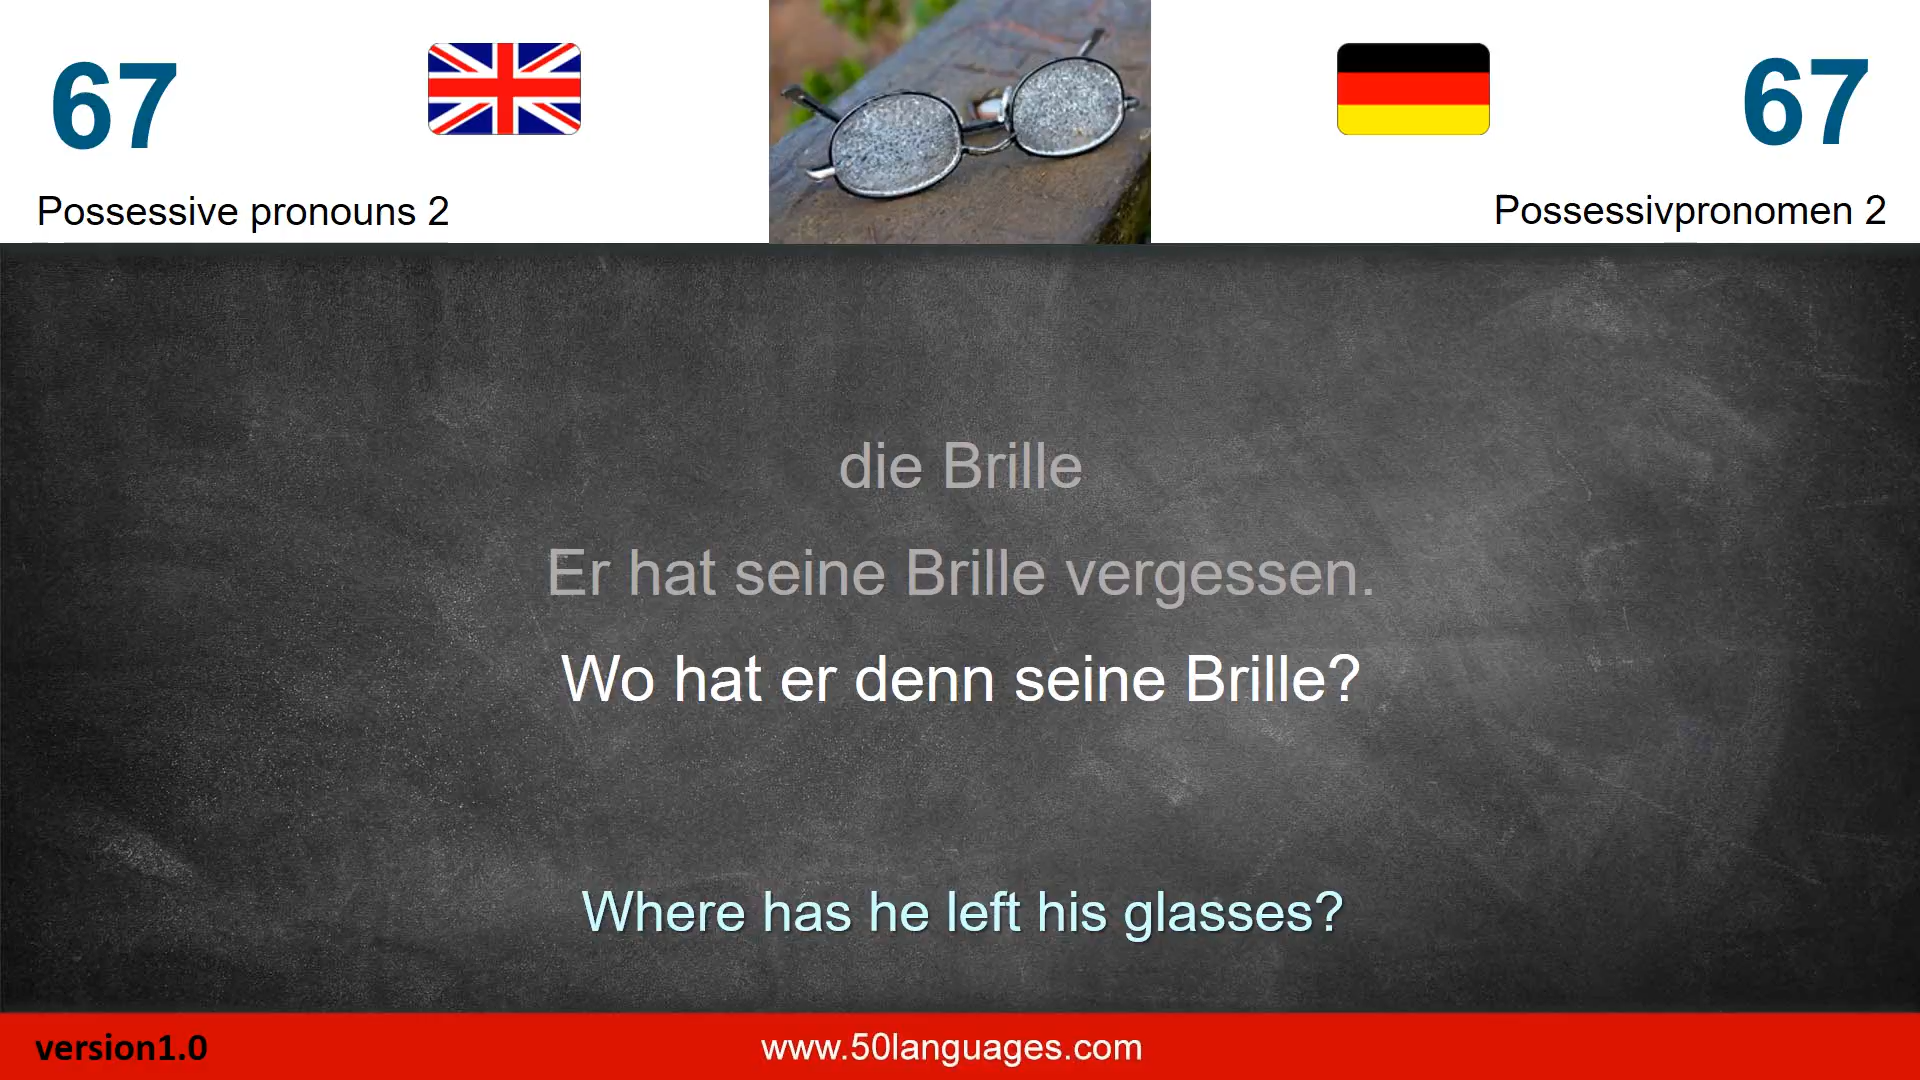 67
67
Possessive pronouns 2
Possessivpronomen 2
die Brille
Er hat seine Brille vergessen.
Wo hat er denn seine Brille?
Where has he left his glasses?
version1.0
www.50languages.com